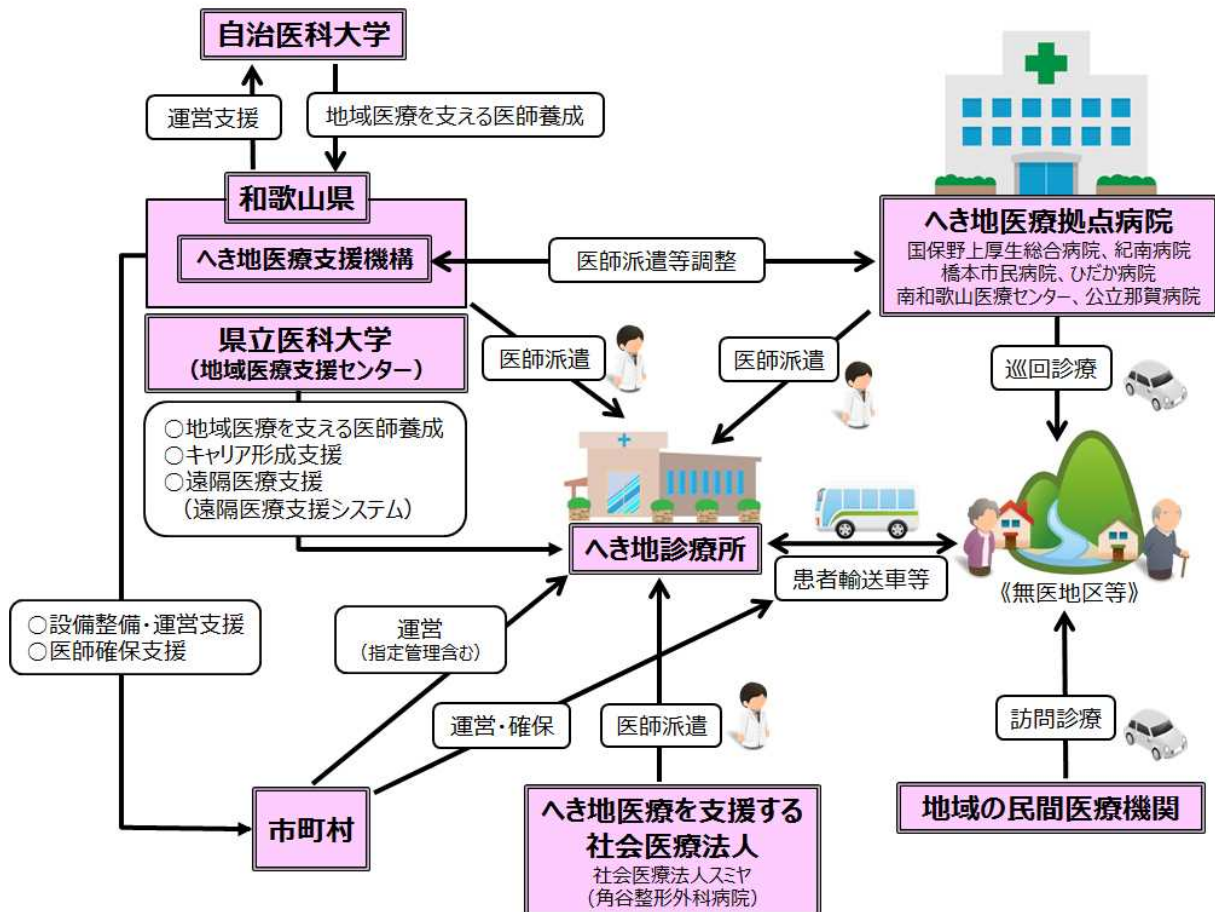 自治医科大学
運営支援
地域医療を支える医師養成
和歌山県
へき地医療支援機構
医師派遣等調整
へき地医療拠点病院
国保野上厚生総合病院、紀南病院
橋本市民病院、ひだか病院
南和歌山医療センター、公立那賀病院
県立医科大学
（地域医療支援センター）
医師派遣
医師派遣
巡回診療
○地域医療を支える医師養成
○キャリア形成支援
○遠隔医療支援
（遠隔医療支援システム）
へき地診療所
患者輸送車等
《無医地区等》
○設備整備・運営支援
○医師確保支援
運営
（指定管理含む）
運営・確保
医師派遣
訪問診療
市町村
へき地医療を支援する
社会医療法人
社会医療法人スミヤ
（角谷整形外科病院）
地域の民間医療機関